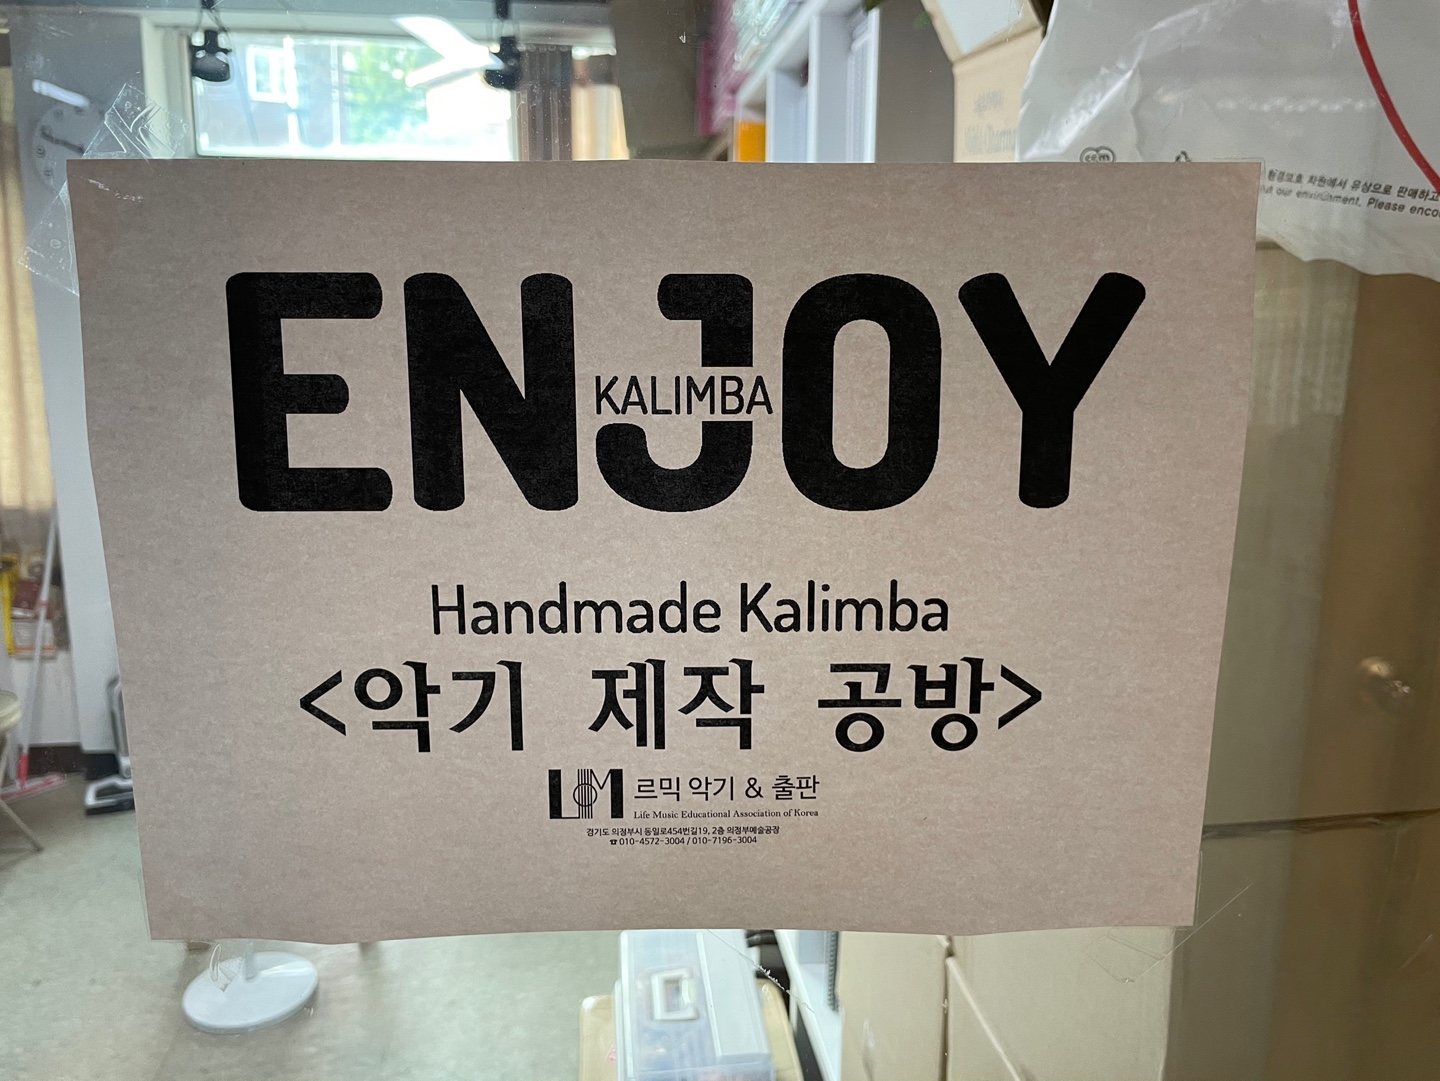 ENJOY
KALIMBA
Handmade Kalimba
<악기 제작 공방>
LM 르믹 악기 & 출판
Life Music Educational Association of Korea
경기도 의정부시 동일로454번길19, 2층 의정부예술공장
☎010-4572-3004 / 010-7196-3004
환경보호 차원에서 유상으로 판매하고
out our environment. Please enco